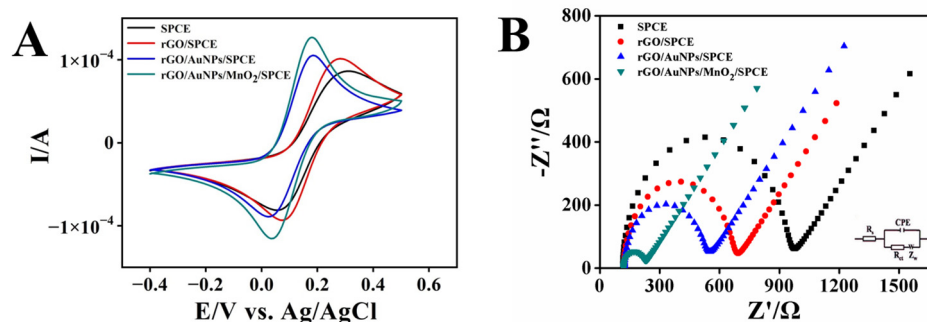 A
SPCE
rGO/SPCE
rGO/AuNPs/SPCE
rGO/AuNPs/MnO₂/SPCE
I/A
1×10⁻⁴
0
−1×10⁻⁴
−0.4 −0.2 0.0 0.2 0.4 0.6
E/V vs. Ag/AgCl
B
SPCE
rGO/SPCE
rGO/AuNPs/SPCE
rGO/AuNPs/MnO₂/SPCE
-Z''/Ω
800
600
400
200
0
CPE
Rct Zw
0 300 600 900 1200 1500
Z'/Ω